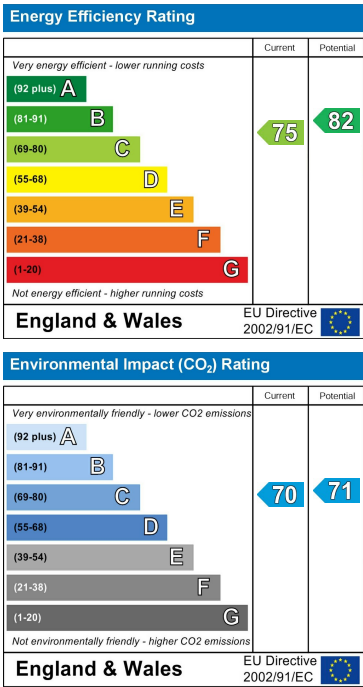 Energy Efficiency Rating
Current Potential
Very energy efficient - lower running costs
(92 plus) A
(81-91) B
(69-80) C
(55-68) D
(39-54) E
(21-38) F
(1-20) G
75 82
Not energy efficient - higher running costs
England & Wales
EU Directive
2002/91/EC
Environmental Impact (CO₂) Rating
Current Potential
Very environmentally friendly - lower CO2 emissions
(92 plus) A
(81-91) B
(69-80) C
(55-68) D
(39-54) E
(21-38) F
(1-20) G
70 71
Not environmentally friendly - higher CO2 emissions
England & Wales
EU Directive
2002/91/EC